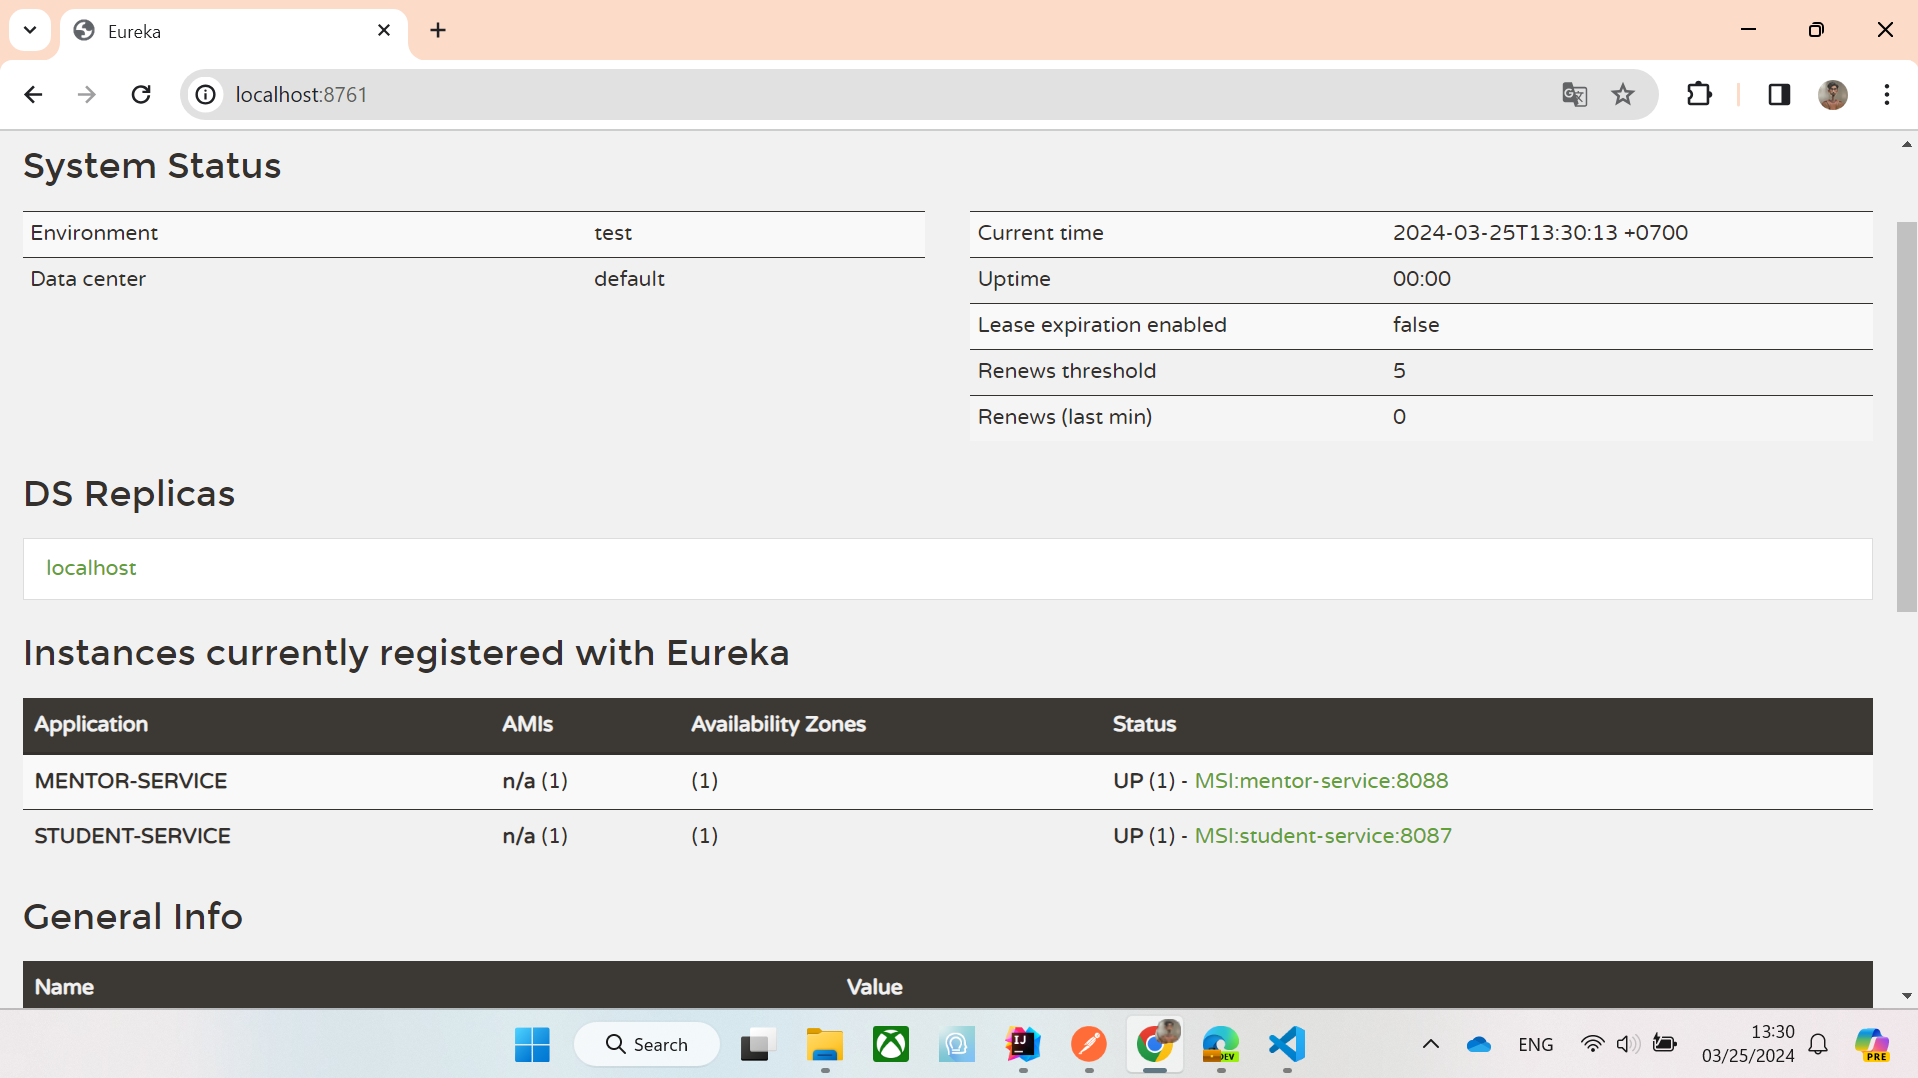 Eureka
localhost:8761
System Status
Environment test
Data center default
Current time 2024-03-25T13:30:13 +0700
Uptime 00:00
Lease expiration enabled false
Renews threshold 5
Renews (last min) 0
DS Replicas
localhost
Instances currently registered with Eureka
Application AMIs Availability Zones Status
MENTOR-SERVICE n/a (1) (1) UP (1) - MSI:mentor-service:8088
STUDENT-SERVICE n/a (1) (1) UP (1) - MSI:student-service:8087
General Info
Name Value
Search
IJ
DEV
ENG
13:30
03/25/2024
PRE